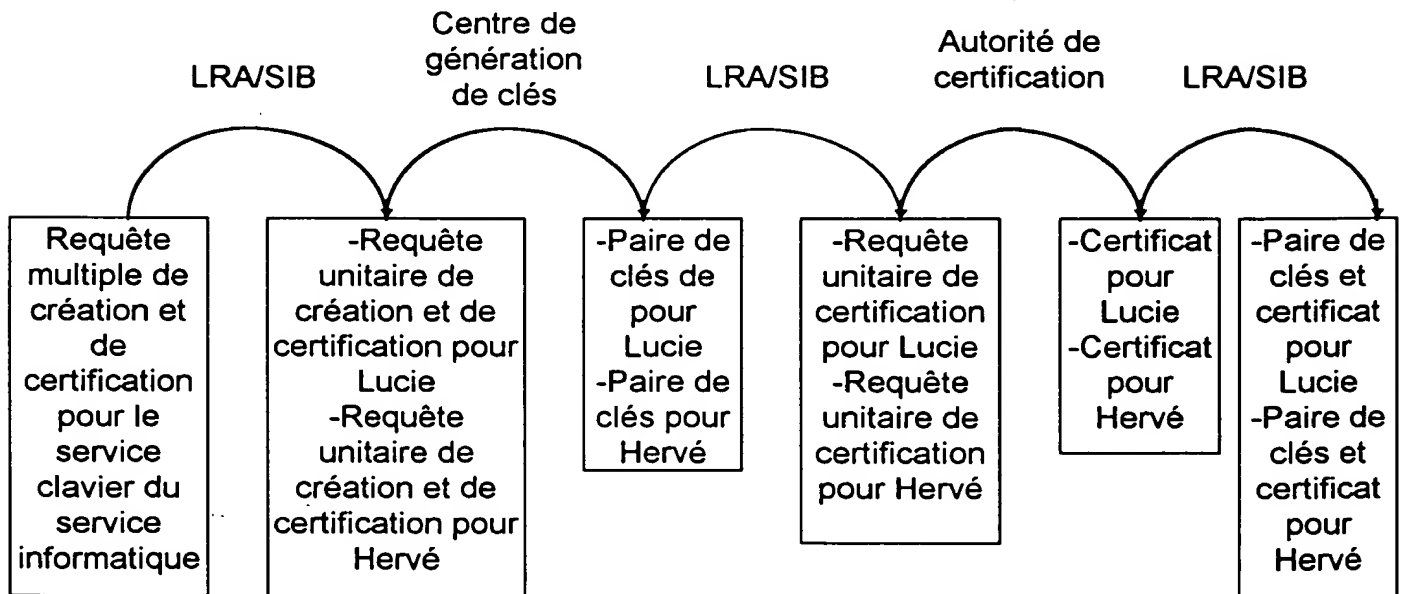 LRA/SIB
Centre de
génération
de clés
LRA/SIB
Autorité de
certification
LRA/SIB
Requête
multiple de
création et
de
certification
pour le
service
clavier du
service
informatique
-Requête
unitaire de
création et de
certification pour
Lucie
-Requête
unitaire de
création et de
certification pour
Hervé
-Paire de
clés de
pour
Lucie
-Paire de
clés pour
Hervé
-Requête
unitaire de
certification
pour Lucie
-Requête
unitaire de
certification
pour Hervé
-Certificat
pour
Lucie
-Certificat
pour
Hervé
-Paire de
clés et
certificat
pour
Lucie
-Paire de
clés et
certificat
pour
Hervé